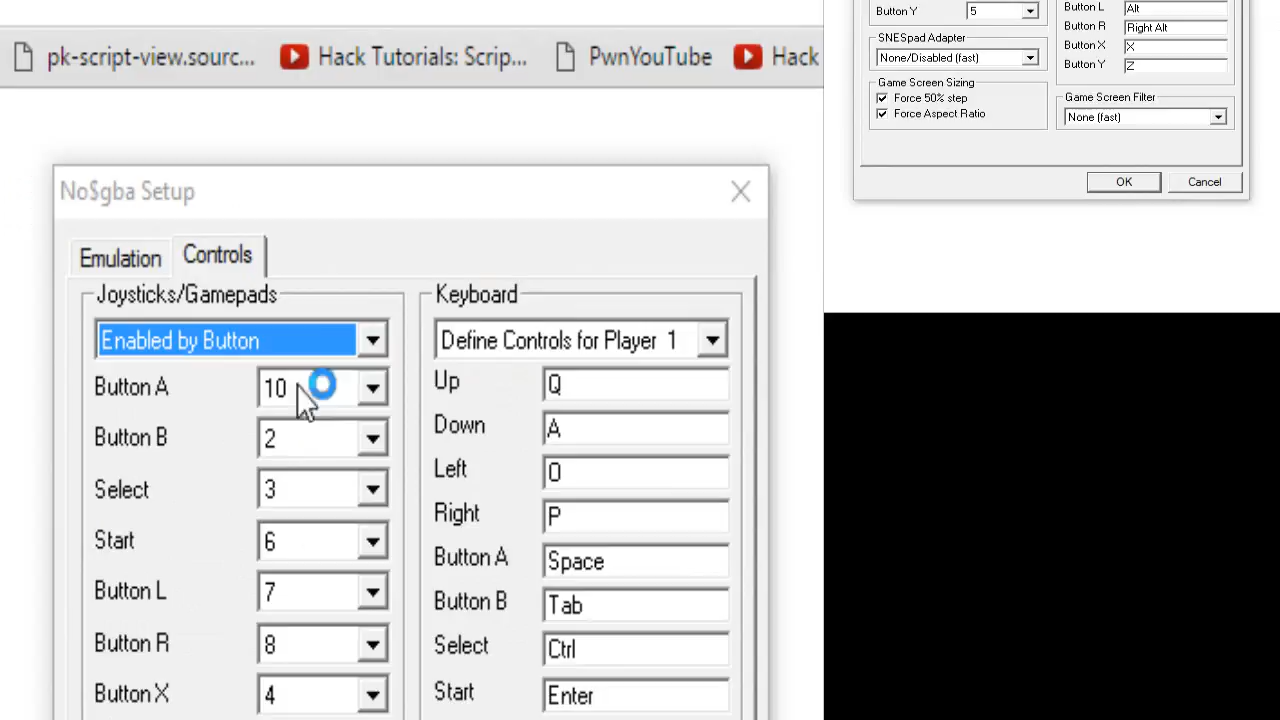 pk-script-view.sourc...
Hack Tutorials: Scrip...
PwnYouTube
Hack
No$gba Setup
Emulation
Controls
Joysticks/Gamepads
Enabled by Button
Button A 10
Button B 2
Select 3
Start 6
Button L 7
Button R 8
Button X 4
Keyboard
Define Controls for Player 1
Up Q
Down A
Left O
Right P
Button A Space
Button B Tab
Select Ctrl
Start Enter
Button Y 5
SNESpad Adapter
None/Disabled (fast)
Game Screen Sizing
Force 50% step
Force Aspect Ratio
Button L Alt
Button R Right Alt
Button X X
Button Y Z
Game Screen Filter
None (fast)
OK
Cancel